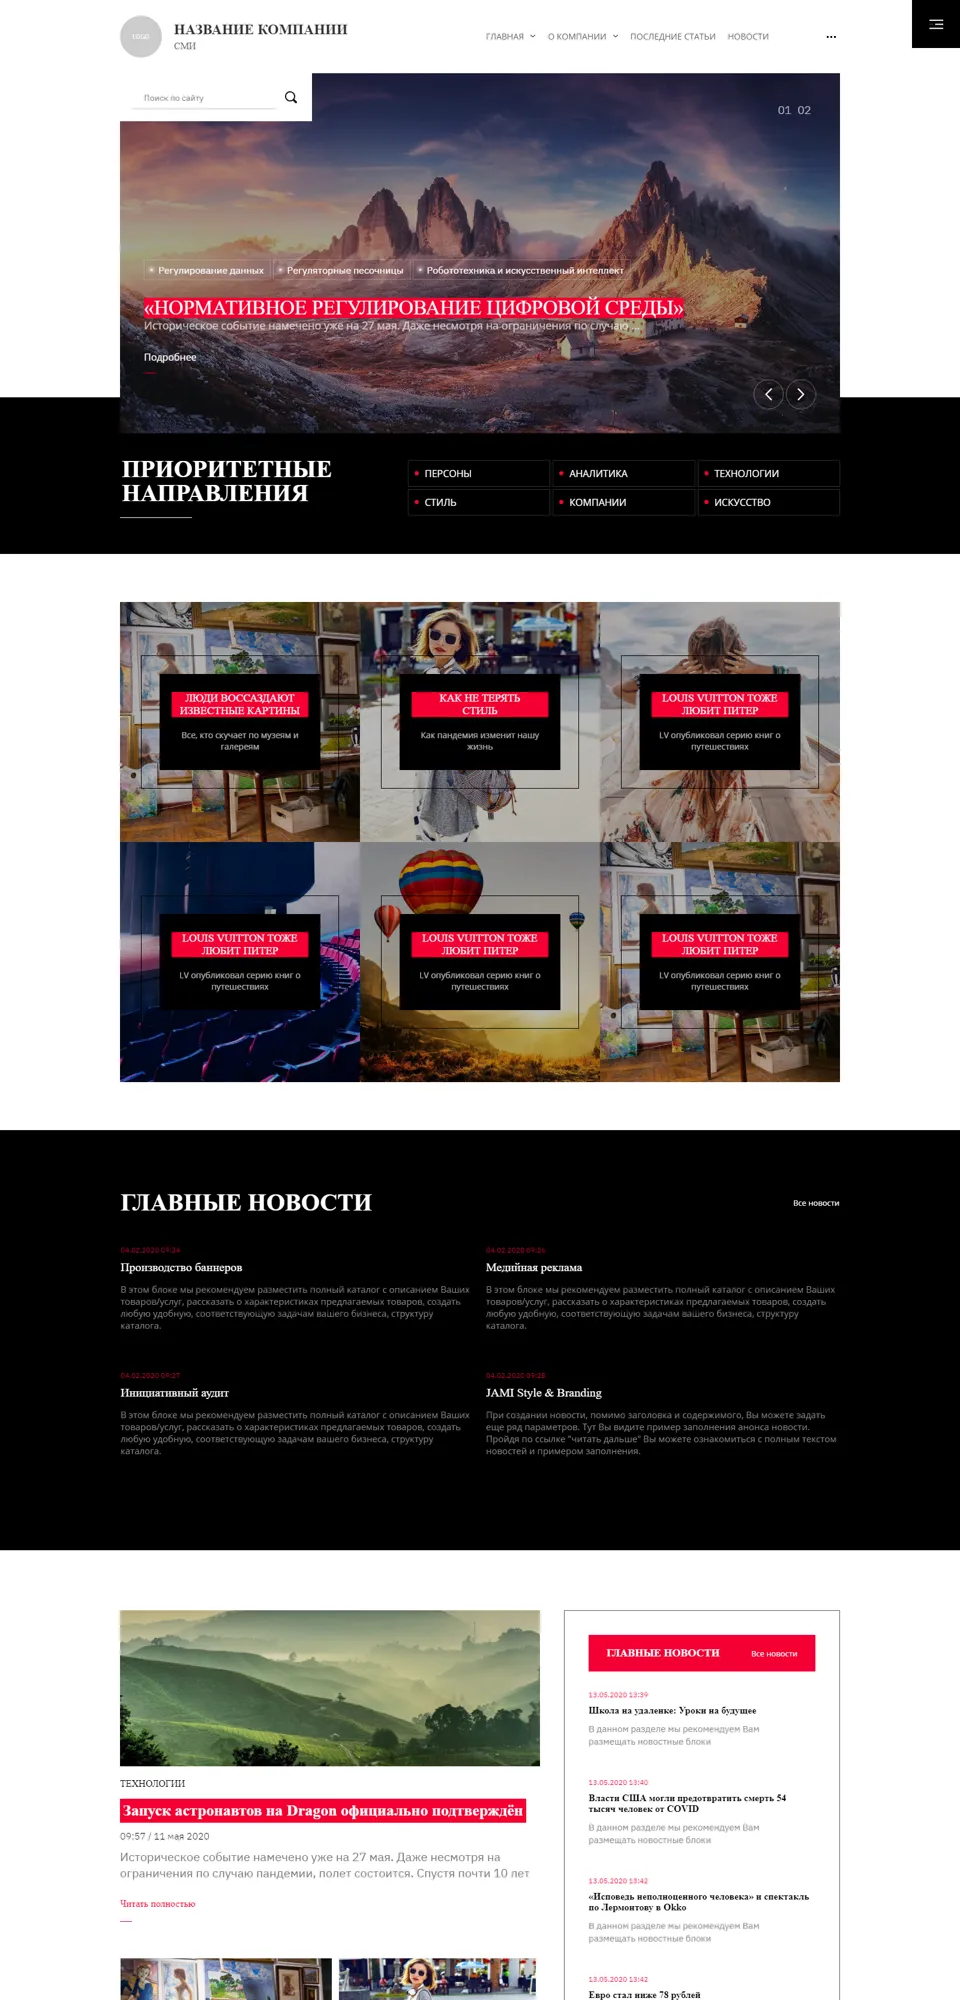 LOGO
НАЗВАНИЕ КОМПАНИИ
СМИ
ГЛАВНАЯ
О КОМПАНИИ
ПОСЛЕДНИЕ СТАТЬИ
НОВОСТИ
Поиск по сайту
01 02
Регулирование данных
Регуляторные песочницы
Робототехника и искусственный интеллект
«НОРМАТИВНОЕ РЕГУЛИРОВАНИЕ ЦИФРОВОЙ СРЕДЫ»
Историческое событие намечено уже на 27 мая. Даже несмотря на ограничения по случаю ...
Подробнее
ПРИОРИТЕТНЫЕ
НАПРАВЛЕНИЯ
ПЕРСОНЫ
АНАЛИТИКА
ТЕХНОЛОГИИ
СТИЛЬ
КОМПАНИИ
ИСКУССТВО
ЛЮДИ ВОССАЗДАЮТ
ИЗВЕСТНЫЕ КАРТИНЫ
Все, кто скучает по музеям и
галереям
КАК НЕ ТЕРЯТЬ
СТИЛЬ
Как пандемия изменит нашу
жизнь
LOUIS VUITTON ТОЖЕ
ЛЮБИТ ПИТЕР
LV опубликовал серию книг о
путешествиях
LOUIS VUITTON ТОЖЕ
ЛЮБИТ ПИТЕР
LV опубликовал серию книг о
путешествиях
LOUIS VUITTON ТОЖЕ
ЛЮБИТ ПИТЕР
LV опубликовал серию книг о
путешествиях
LOUIS VUITTON ТОЖЕ
ЛЮБИТ ПИТЕР
LV опубликовал серию книг о
путешествиях
ГЛАВНЫЕ НОВОСТИ
Все новости
04.02.2020 09:24
Производство баннеров
В этом блоке мы рекомендуем разместить полный каталог с описанием Ваших
товаров/услуг, рассказать о характеристиках предлагаемых товаров, создать
любую удобную, соответствующую задачам вашего бизнеса, структуру
каталога.
04.02.2020 09:26
Медийная реклама
В этом блоке мы рекомендуем разместить полный каталог с описанием Ваших
товаров/услуг, рассказать о характеристиках предлагаемых товаров, создать
любую удобную, соответствующую задачам вашего бизнеса, структуру
каталога.
04.02.2020 09:27
Инициативный аудит
В этом блоке мы рекомендуем разместить полный каталог с описанием Ваших
товаров/услуг, рассказать о характеристиках предлагаемых товаров, создать
любую удобную, соответствующую задачам вашего бизнеса, структуру
каталога.
04.02.2020 09:28
JAMI Style & Branding
При создании новости, помимо заголовка и содержимого, Вы можете задать
еще ряд параметров. Тут Вы видите пример заполнения анонса новости.
Пройдя по ссылке "читать дальше" Вы можете ознакомиться с полным текстом
новостей и примером заполнения.
ТЕХНОЛОГИИ
Запуск астронавтов на Dragon официально подтверждён
09:57 / 11 мая 2020
Историческое событие намечено уже на 27 мая. Даже несмотря на
ограничения по случаю пандемии, полет состоится. Спустя почти 10 лет
Читать полностью
ГЛАВНЫЕ НОВОСТИ
Все новости
13.05.2020 13:39
Школа на удаленке: Уроки на будущее
В данном разделе мы рекомендуем Вам
размещать новостные блоки
13.05.2020 13:40
Власти США могли предотвратить смерть 54
тысяч человек от COVID
В данном разделе мы рекомендуем Вам
размещать новостные блоки
13.05.2020 13:42
«Исповедь неполноценного человека» и спектакль
по Лермонтову в Okko
В данном разделе мы рекомендуем Вам
размещать новостные блоки
13.05.2020 13:42
Евро стал ниже 78 рублей